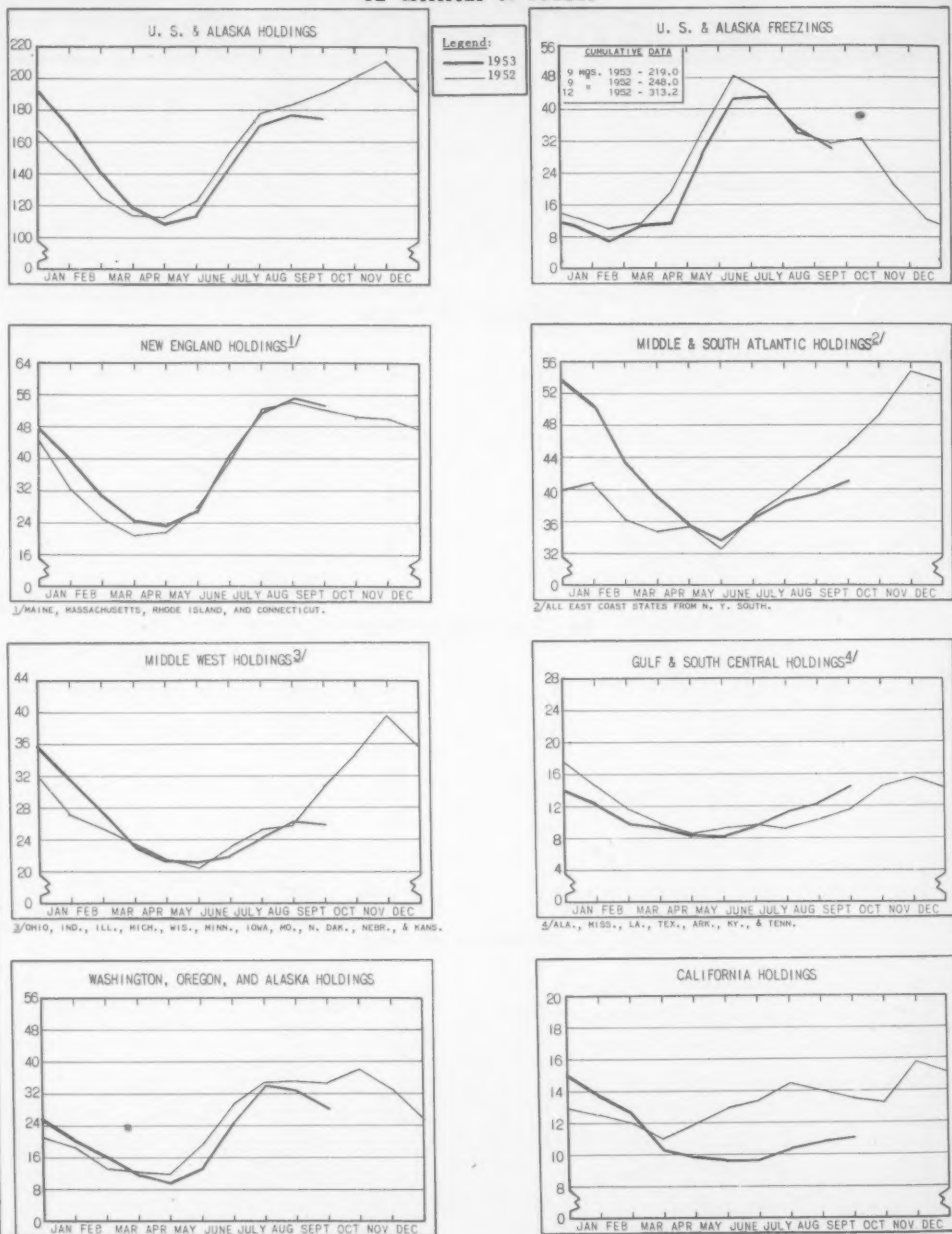 U. S. & ALASKA HOLDINGS
220
200
180
160
140
120
100
0
JAN FEB MAR APR MAY JUNE JULY AUG SEPT OCT NOV DEC
Legend:
1953
1952
U. S. & ALASKA FREEZINGS
CUMULATIVE DATA
9 MOS. 1953 - 219.0
9 " 1952 - 248.0
12 " 1952 - 313.2
56
48
40
32
24
16
8
0
JAN FEB MAR APR MAY JUNE JULY AUG SEPT OCT NOV DEC
NEW ENGLAND HOLDINGS1/
64
56
48
40
32
24
16
0
JAN FEB MAR APR MAY JUNE JULY AUG SEPT OCT NOV DEC
1/MAINE, MASSACHUSETTS, RHODE ISLAND, AND CONNECTICUT.
MIDDLE & SOUTH ATLANTIC HOLDINGS2/
56
52
48
44
40
36
32
0
JAN FEB MAR APR MAY JUNE JULY AUG SEPT OCT NOV DEC
2/ALL EAST COAST STATES FROM N. Y. SOUTH.
MIDDLE WEST HOLDINGS3/
44
40
36
32
28
24
20
0
JAN FEB MAR APR MAY JUNE JULY AUG SEPT OCT NOV DEC
3/OHIO, IND., ILL., MICH., WIS., MINN., IOWA, MO., N. DAK., NEBR., & KANS.
GULF & SOUTH CENTRAL HOLDINGS4/
28
24
20
16
12
8
4
0
JAN FEB MAR APR MAY JUNE JULY AUG SEPT OCT NOV DEC
4/ALA., MISS., LA., TEX., ARK., KY., & TENN.
WASHINGTON, OREGON, AND ALASKA HOLDINGS
56
48
40
32
24
16
8
0
JAN FEB MAR APR MAY JUNE JULY AUG SEPT OCT NOV DEC
CALIFORNIA HOLDINGS
20
18
16
14
12
10
8
0
JAN FEB MAR APR MAY JUNE JULY AUG SEPT OCT NOV DEC